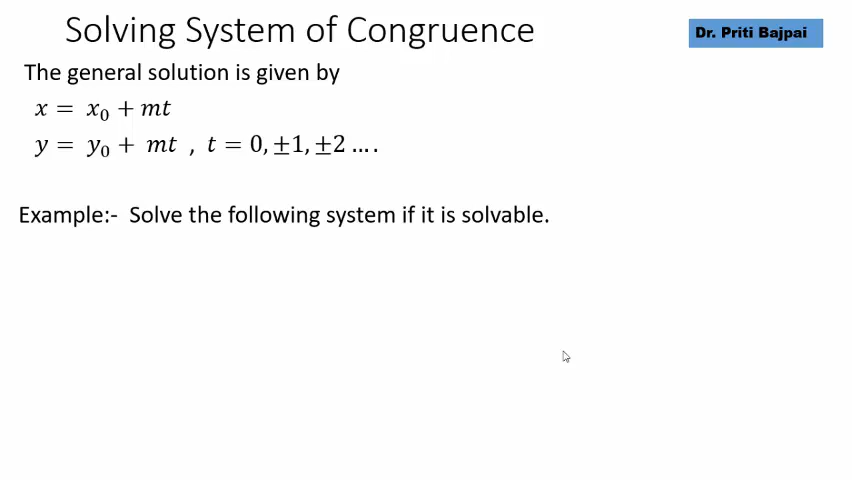 Solving System of Congruence
Dr. Priti Bajpai
The general solution is given by
x = x₀ + mt
y = y₀ + mt , t = 0, ±1, ±2 ... .
Example:- Solve the following system if it is solvable.